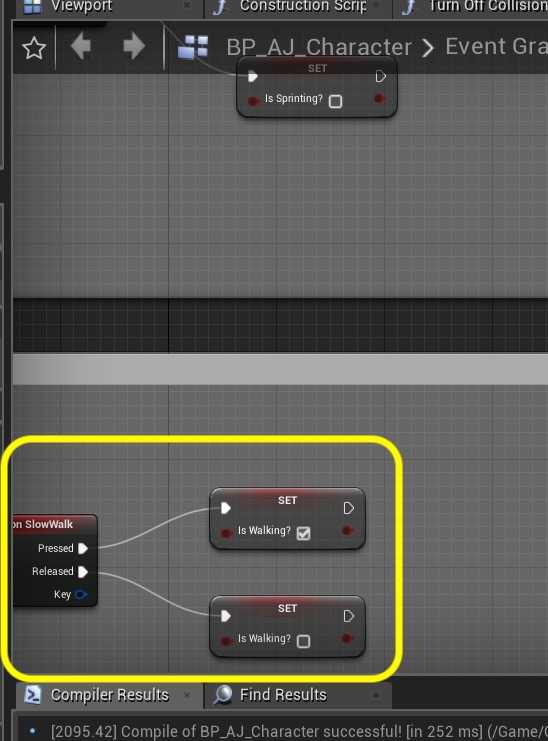 Viewport
Construction Scrip
Turn Off Collision
BP_AJ_Character > Event Gra
SET
Is Sprinting?
SET
on SlowWalk
Is Walking?
Pressed
Released
Key
SET
Is Walking?
Compiler Results
Find Results
[2095.42] Compile of BP_AJ_Character successful! [in 252 ms] (/Game/